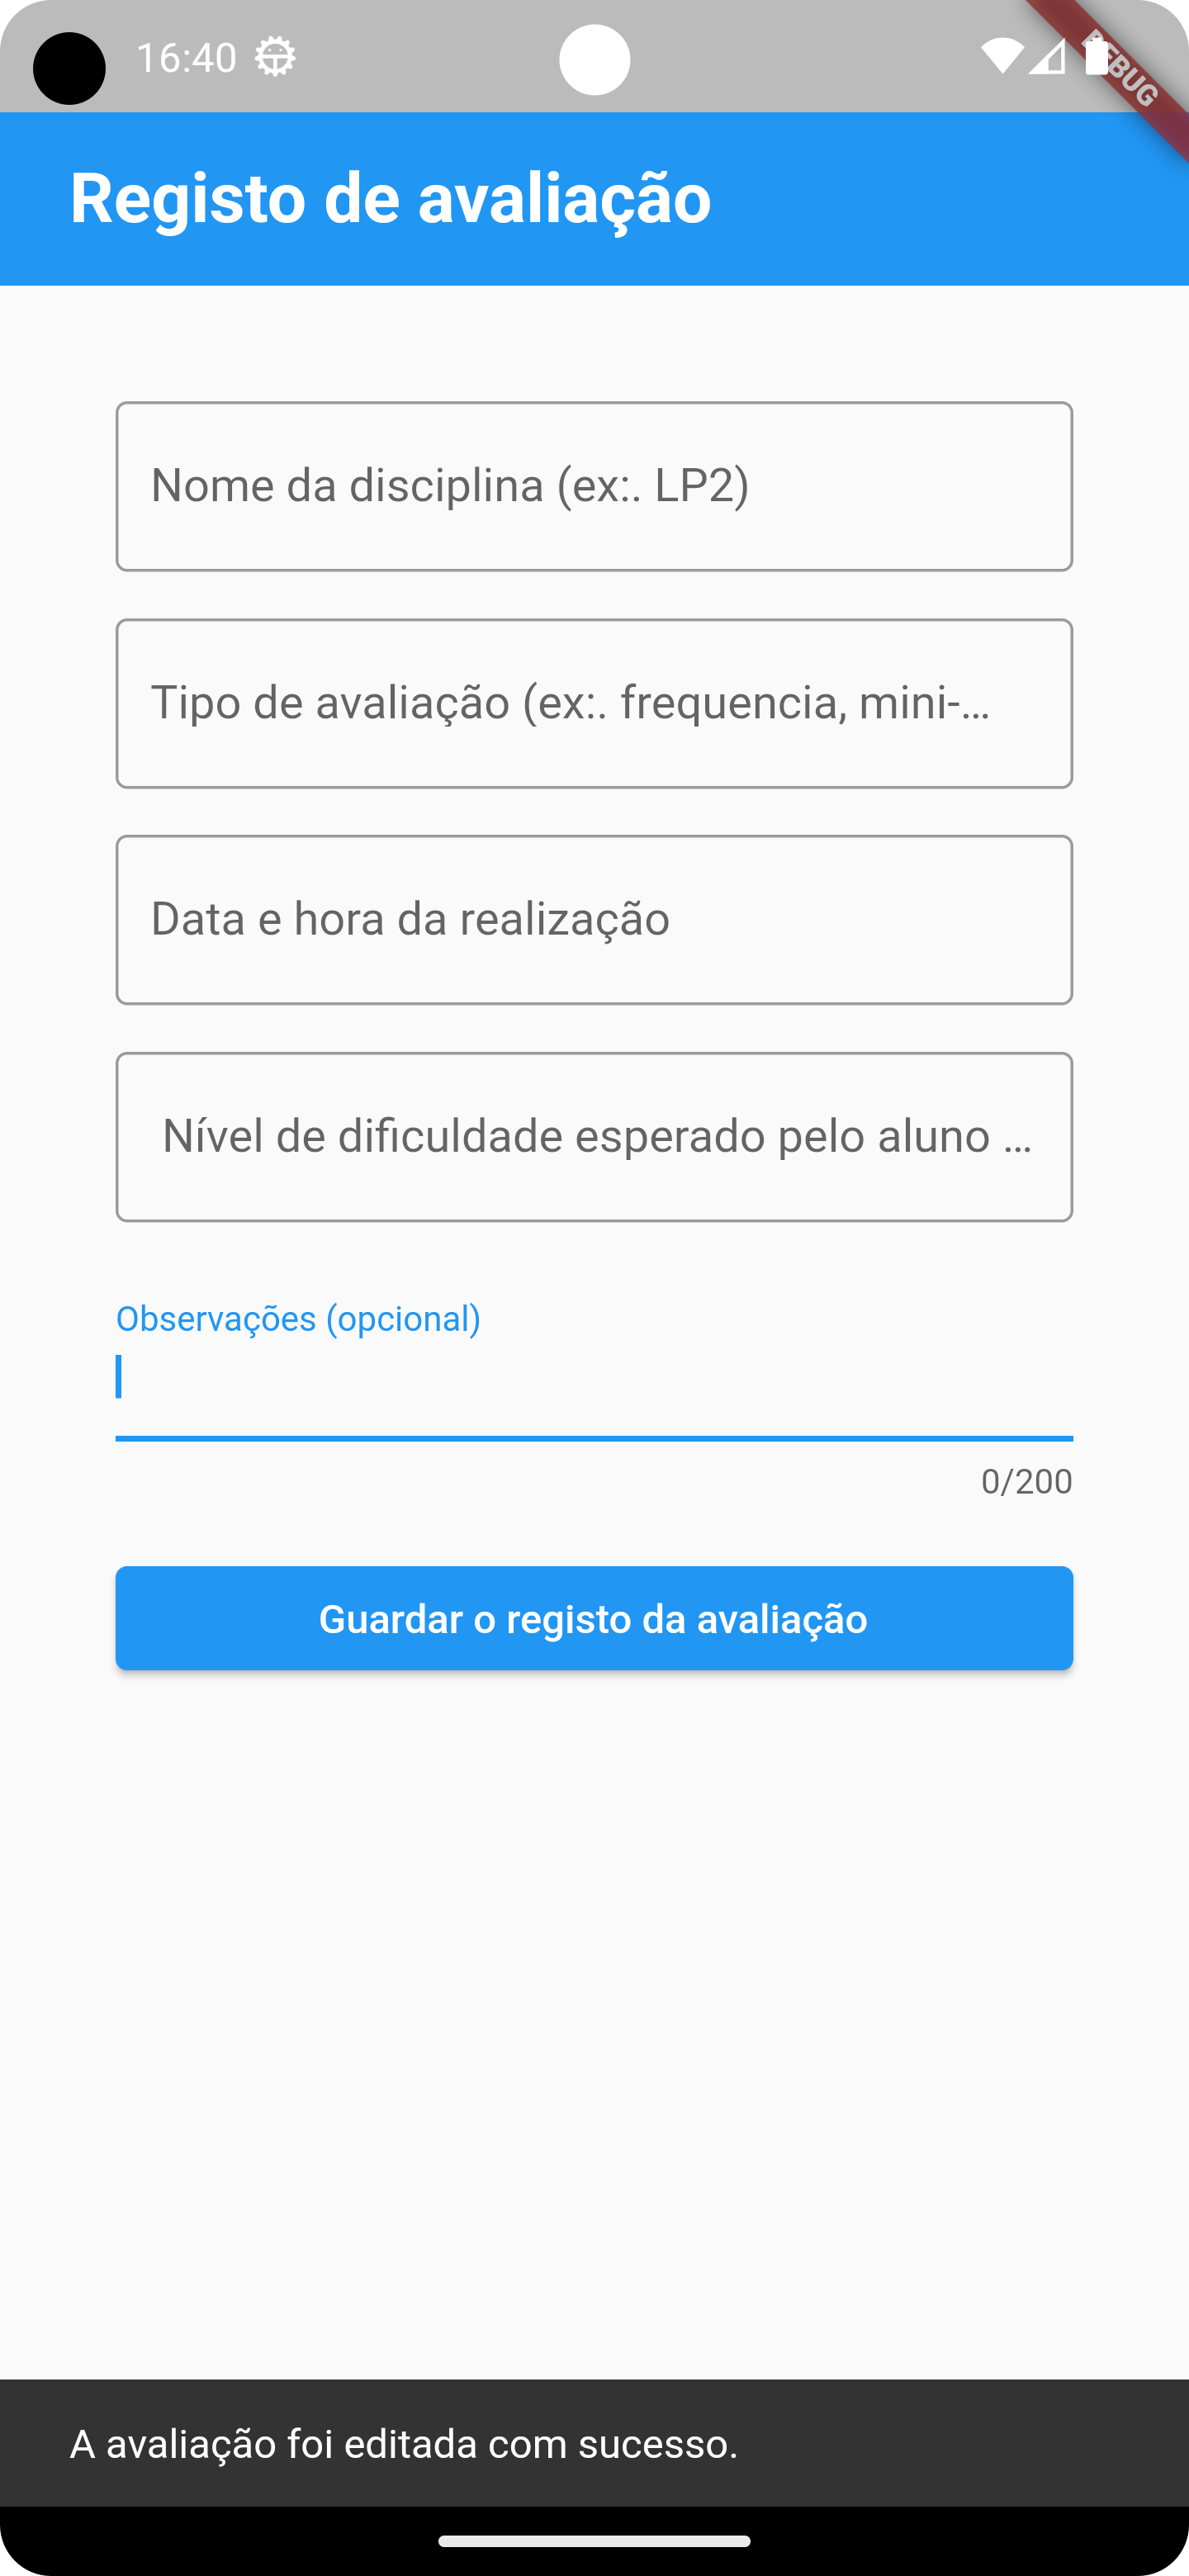 16:40
DEBUG
Registo de avaliação
Nome da disciplina (ex:. LP2)
Tipo de avaliação (ex:. frequencia, mini-…
Data e hora da realização
Nível de dificuldade esperado pelo aluno …
Observações (opcional)
0/200
Guardar o registo da avaliação
A avaliação foi editada com sucesso.